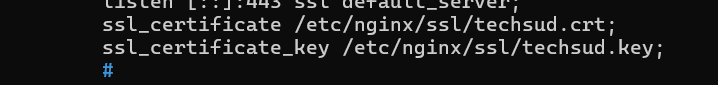 listen [::]:443 ssl default_server;
ssl_certificate /etc/nginx/ssl/techsud.crt;
ssl_certificate_key /etc/nginx/ssl/techsud.key;
#